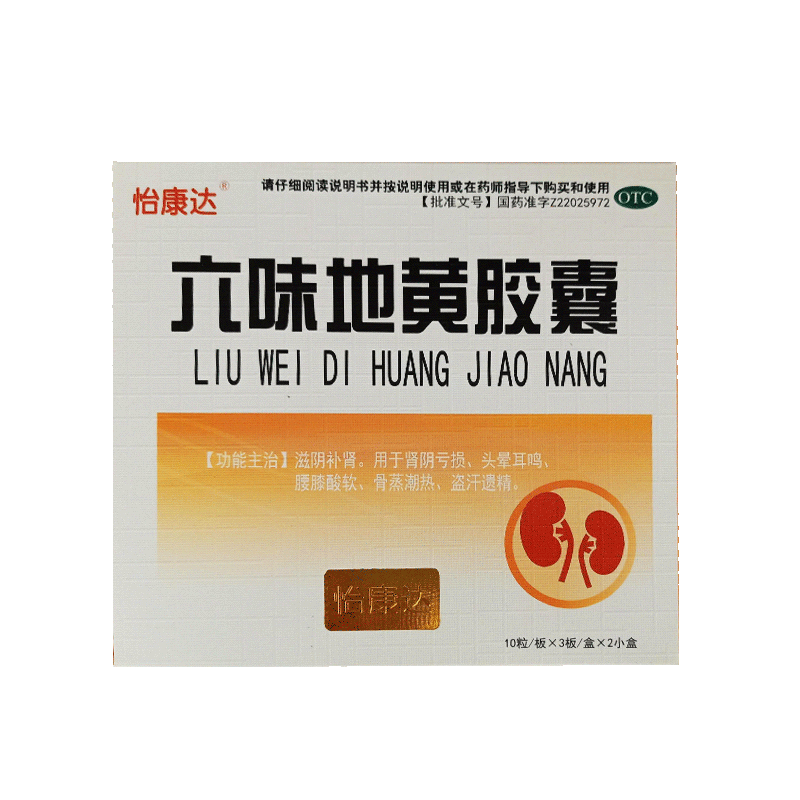 怡康达®
请仔细阅读说明书并按说明使用或在药师指导下购买和使用
【批准文号】国药准字Z22025972
OTC
六味地黄胶囊
LIU WEI DI HUANG JIAO NANG
【功能主治】滋阴补肾。用于肾阴亏损、头晕耳鸣、
腰膝酸软、骨蒸潮热、盗汗遗精。
怡康达
10粒/板×3板/盒×2小盒